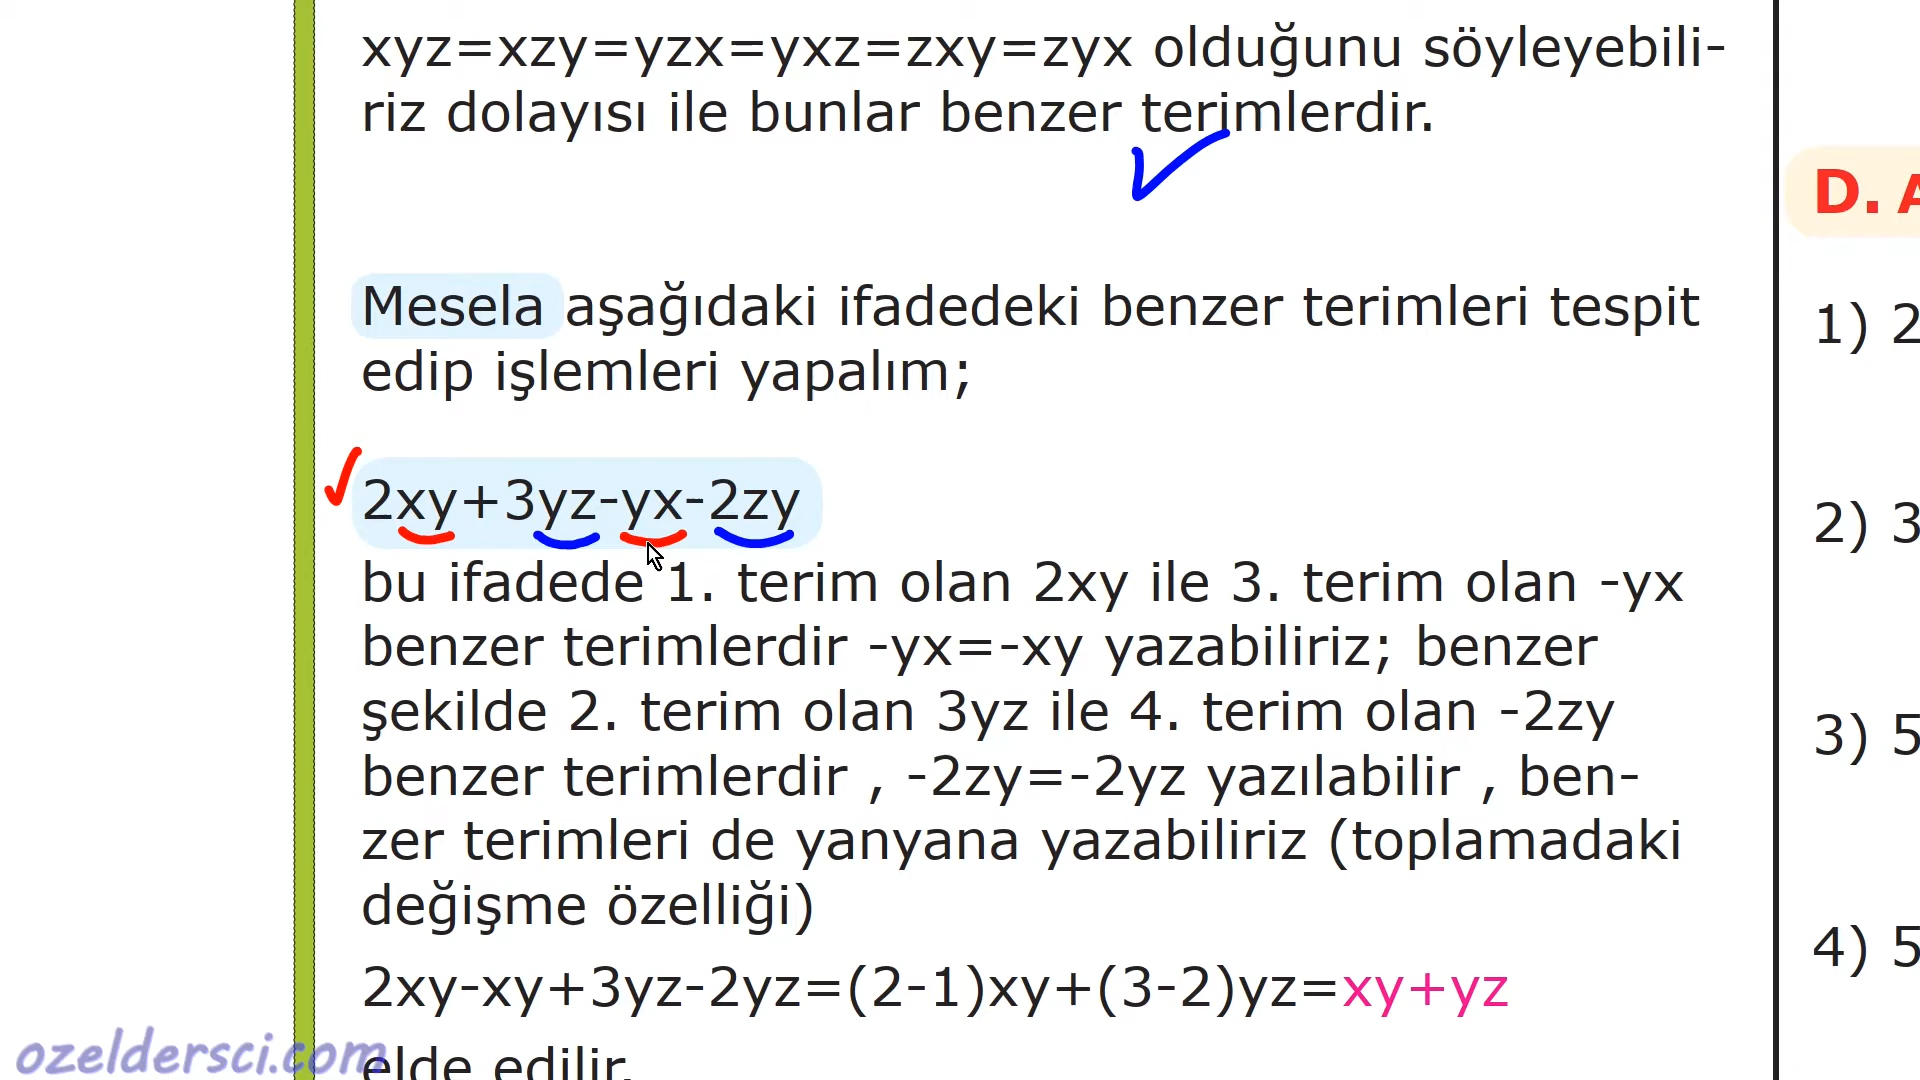 xyz=xzy=yzx=yxz=zxy=zyx olduğunu söyleyebili-
riz dolayısı ile bunlar benzer terimlerdir.
Mesela aşağıdaki ifadedeki benzer terimleri tespit
edip işlemleri yapalım;
2xy+3yz-yx-2zy
bu ifadede 1. terim olan 2xy ile 3. terim olan -yx
benzer terimlerdir -yx=-xy yazabiliriz; benzer
şekilde 2. terim olan 3yz ile 4. terim olan -2zy
benzer terimlerdir , -2zy=-2yz yazılabilir , ben-
zer terimleri de yanyana yazabiliriz (toplamadaki
değişme özelliği)
2xy-xy+3yz-2yz=(2-1)xy+(3-2)yz=xy+yz
elde edilir.
D. A
1) 2
2) 3
3) 5
4) 5
ozeldersci.com